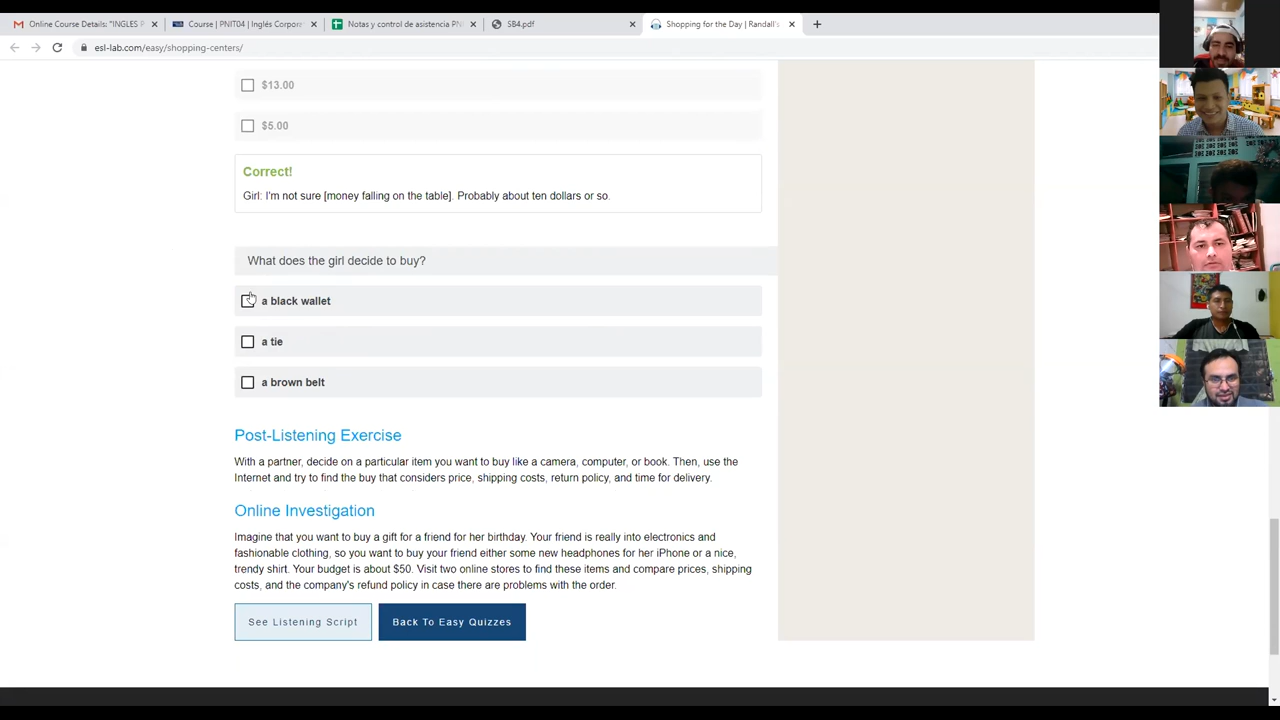 Online Course Details: "INGLES P
Course | PNIT04 | Inglés Corpor
Notas y control de asistencia PN
SB4.pdf
Shopping for the Day | Randall's
esl-lab.com/easy/shopping-centers/
$13.00
$5.00
Correct!
Girl: I'm not sure [money falling on the table]. Probably about ten dollars or so.
What does the girl decide to buy?
a black wallet
a tie
a brown belt
Post-Listening Exercise
With a partner, decide on a particular item you want to buy like a camera, computer, or book. Then, use the
Internet and try to find the buy that considers price, shipping costs, return policy, and time for delivery.
Online Investigation
Imagine that you want to buy a gift for a friend for her birthday. Your friend is really into electronics and
fashionable clothing, so you want to buy your friend either some new headphones for her iPhone or a nice,
trendy shirt. Your budget is about $50. Visit two online stores to find these items and compare prices, shipping
costs, and the company's refund policy in case there are problems with the order.
See Listening Script
Back To Easy Quizzes